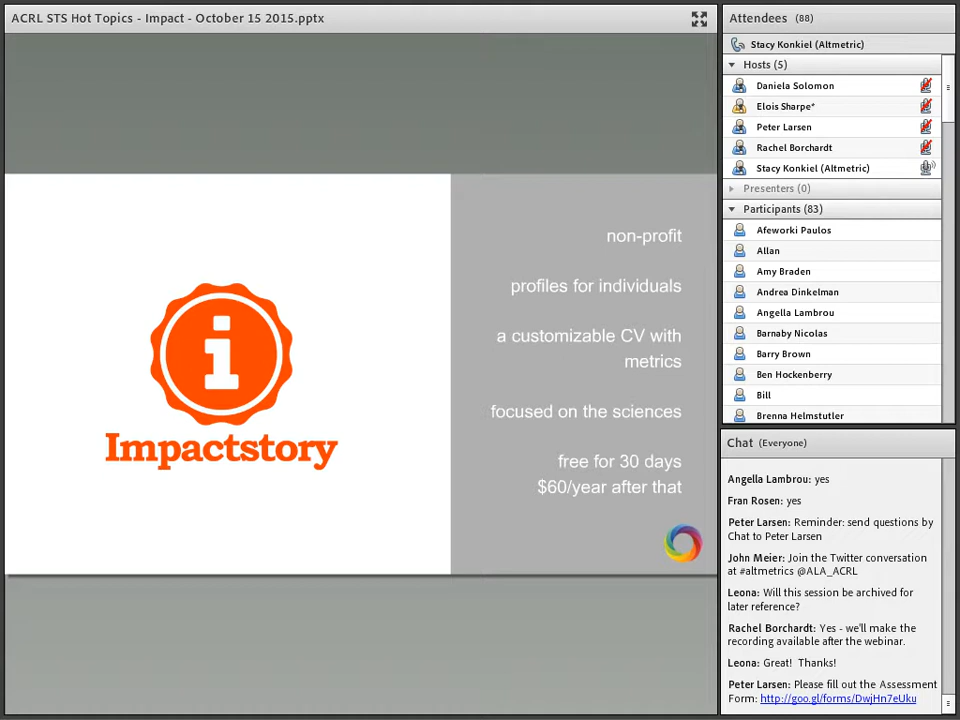 ACRL STS Hot Topics - Impact - October 15 2015.pptx
i
Impactstory
non-profit
profiles for individuals
a customizable CV with
metrics
focused on the sciences
free for 30 days
$60/year after that
Attendees (88)
Stacy Konkiel (Altmetric)
Hosts (5)
Daniela Solomon
Elois Sharpe*
Peter Larsen
Rachel Borchardt
Stacy Konkiel (Altmetric)
Presenters (0)
Participants (83)
Afeworki Paulos
Allan
Amy Braden
Andrea Dinkelman
Angella Lambrou
Barnaby Nicolas
Barry Brown
Ben Hockenberry
Bill
Brenna Helmstutler
Chat (Everyone)
Angella Lambrou: yes
Fran Rosen: yes
Peter Larsen: Reminder: send questions by
Chat to Peter Larsen
John Meier: Join the Twitter conversation
at #altmetrics @ALA_ACRL
Leona: Will this session be archived for
later reference?
Rachel Borchardt: Yes - we'll make the
recording available after the webinar.
Leona: Great! Thanks!
Peter Larsen: Please fill out the Assessment
Form: http://goo.gl/forms/DwjHn7eUku